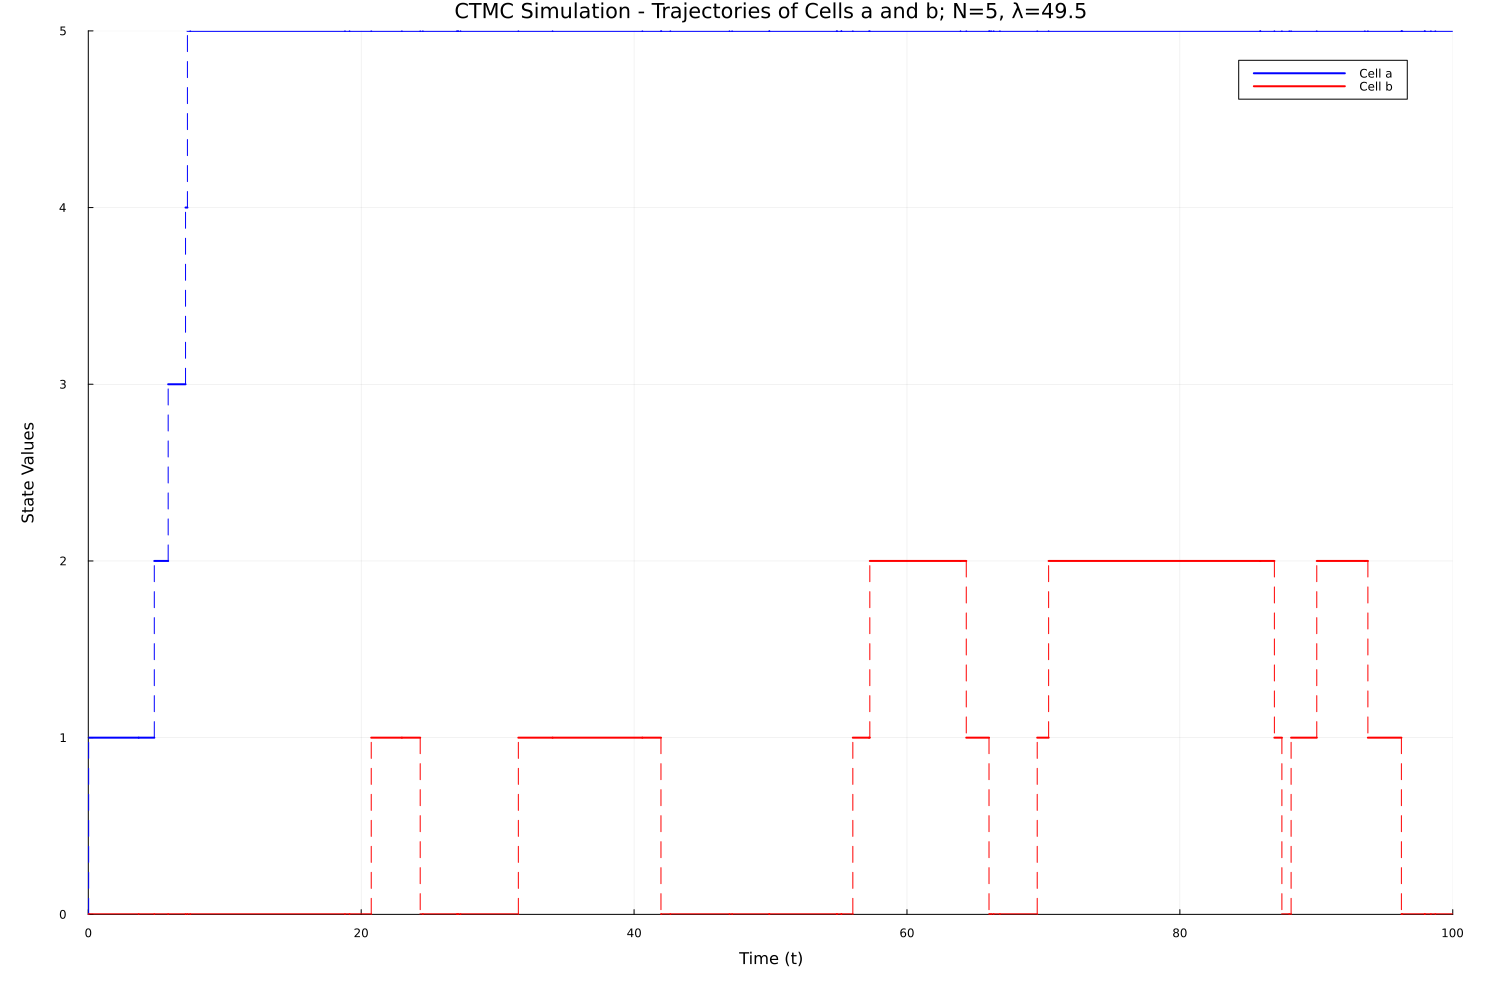 CTMC Simulation - Trajectories of Cells a and b; N=5, λ=49.5
5
Cell a
Cell b
4
3
State Values
2
1
0
0 20 40 60 80 100
Time (t)